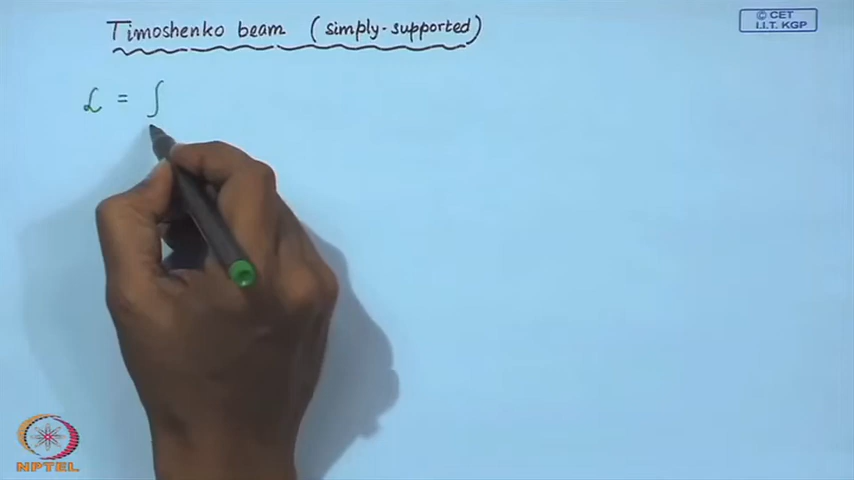 Timoshenko beam (simply-supported)
© CET
I.I.T. KGP
ℒ = ∫
NPTEL